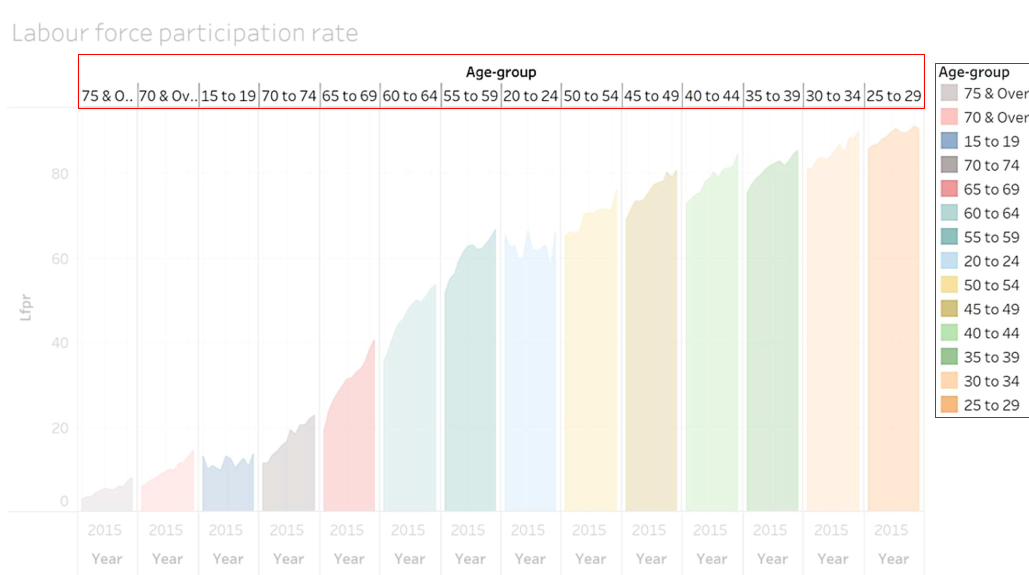 Labour force participation rate
Age-group
75 & O.. 70 & Ov.. 15 to 19 70 to 74 65 to 69 60 to 64 55 to 59 20 to 24 50 to 54 45 to 49 40 to 44 35 to 39 30 to 34 25 to 29
80
60
40
20
0
Lfpr
2015 2015 2015 2015 2015 2015 2015 2015 2015 2015 2015 2015 2015 2015
Year Year Year Year Year Year Year Year Year Year Year Year Year Year
Age-group
75 & Over
70 & Over
15 to 19
70 to 74
65 to 69
60 to 64
55 to 59
20 to 24
50 to 54
45 to 49
40 to 44
35 to 39
30 to 34
25 to 29